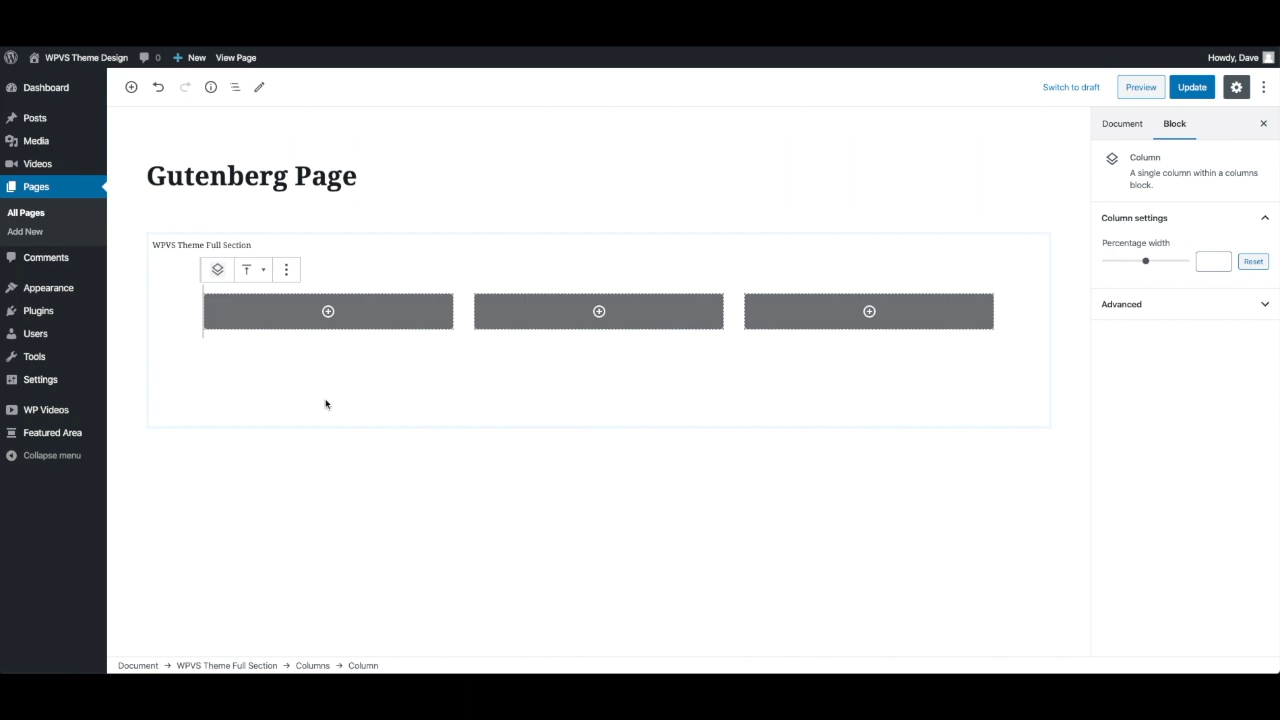 WPVS Theme Design 0 New View Page Howdy, Dave
Dashboard
Posts
Media
Videos
Pages
All Pages
Add New
Comments
Appearance
Plugins
Users
Tools
Settings
WP Videos
Featured Area
Collapse menu
Switch to draft Preview Update
Gutenberg Page
WPVS Theme Full Section
Document Block
Column
A single column within a columns
block.
Column settings
Percentage width
Reset
Advanced
Document → WPVS Theme Full Section → Columns → Column